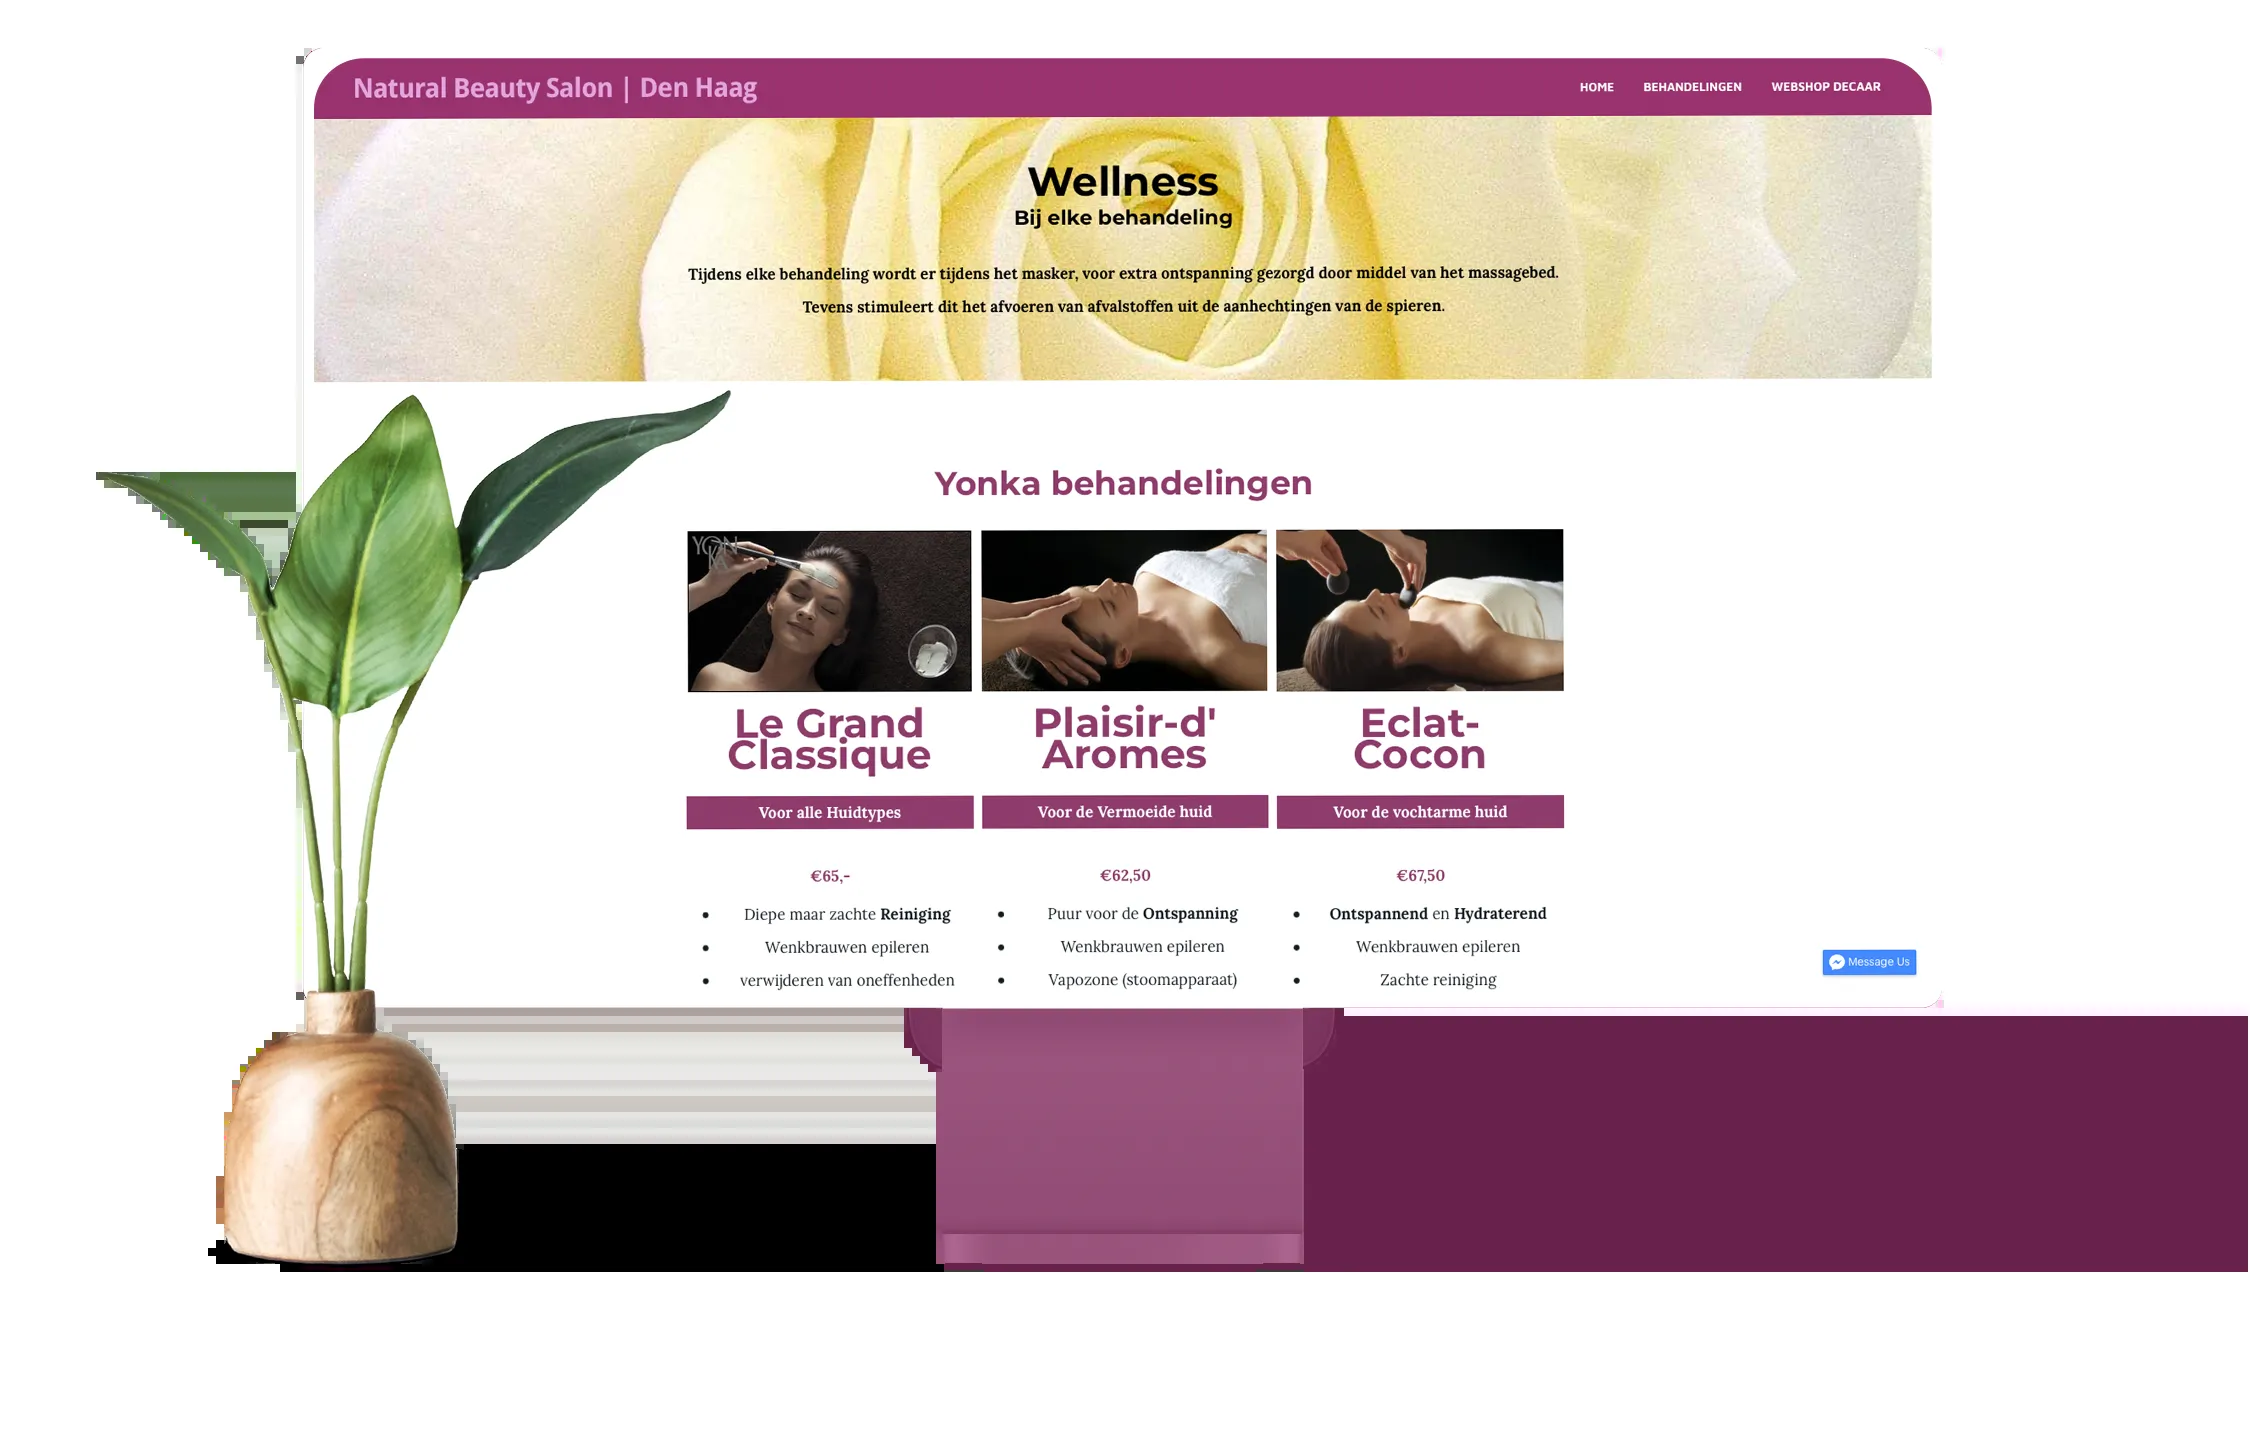 Natural Beauty Salon | Den Haag
HOME BEHANDELINGEN WEBSHOP DECAAR
Wellness
Bij elke behandeling
Tijdens elke behandeling wordt er tijdens het masker, voor extra ontspanning gezorgd door middel van het massagebed.
Tevens stimuleert dit het afvoeren van afvalstoffen uit de aanhechtingen van de spieren.
Yonka behandelingen
YON
KA
Le Grand
Classique
Voor alle Huidtypes
€65,-
• Diepe maar zachte Reiniging
• Wenkbrauwen epileren
• verwijderen van oneffenheden
Plaisir-d'
Aromes
Voor de Vermoeide huid
€62,50
• Puur voor de Ontspanning
• Wenkbrauwen epileren
• Vapozone (stoomapparaat)
Eclat-
Cocon
Voor de vochtarme huid
€67,50
• Ontspannend en Hydraterend
• Wenkbrauwen epileren
• Zachte reiniging
Message Us